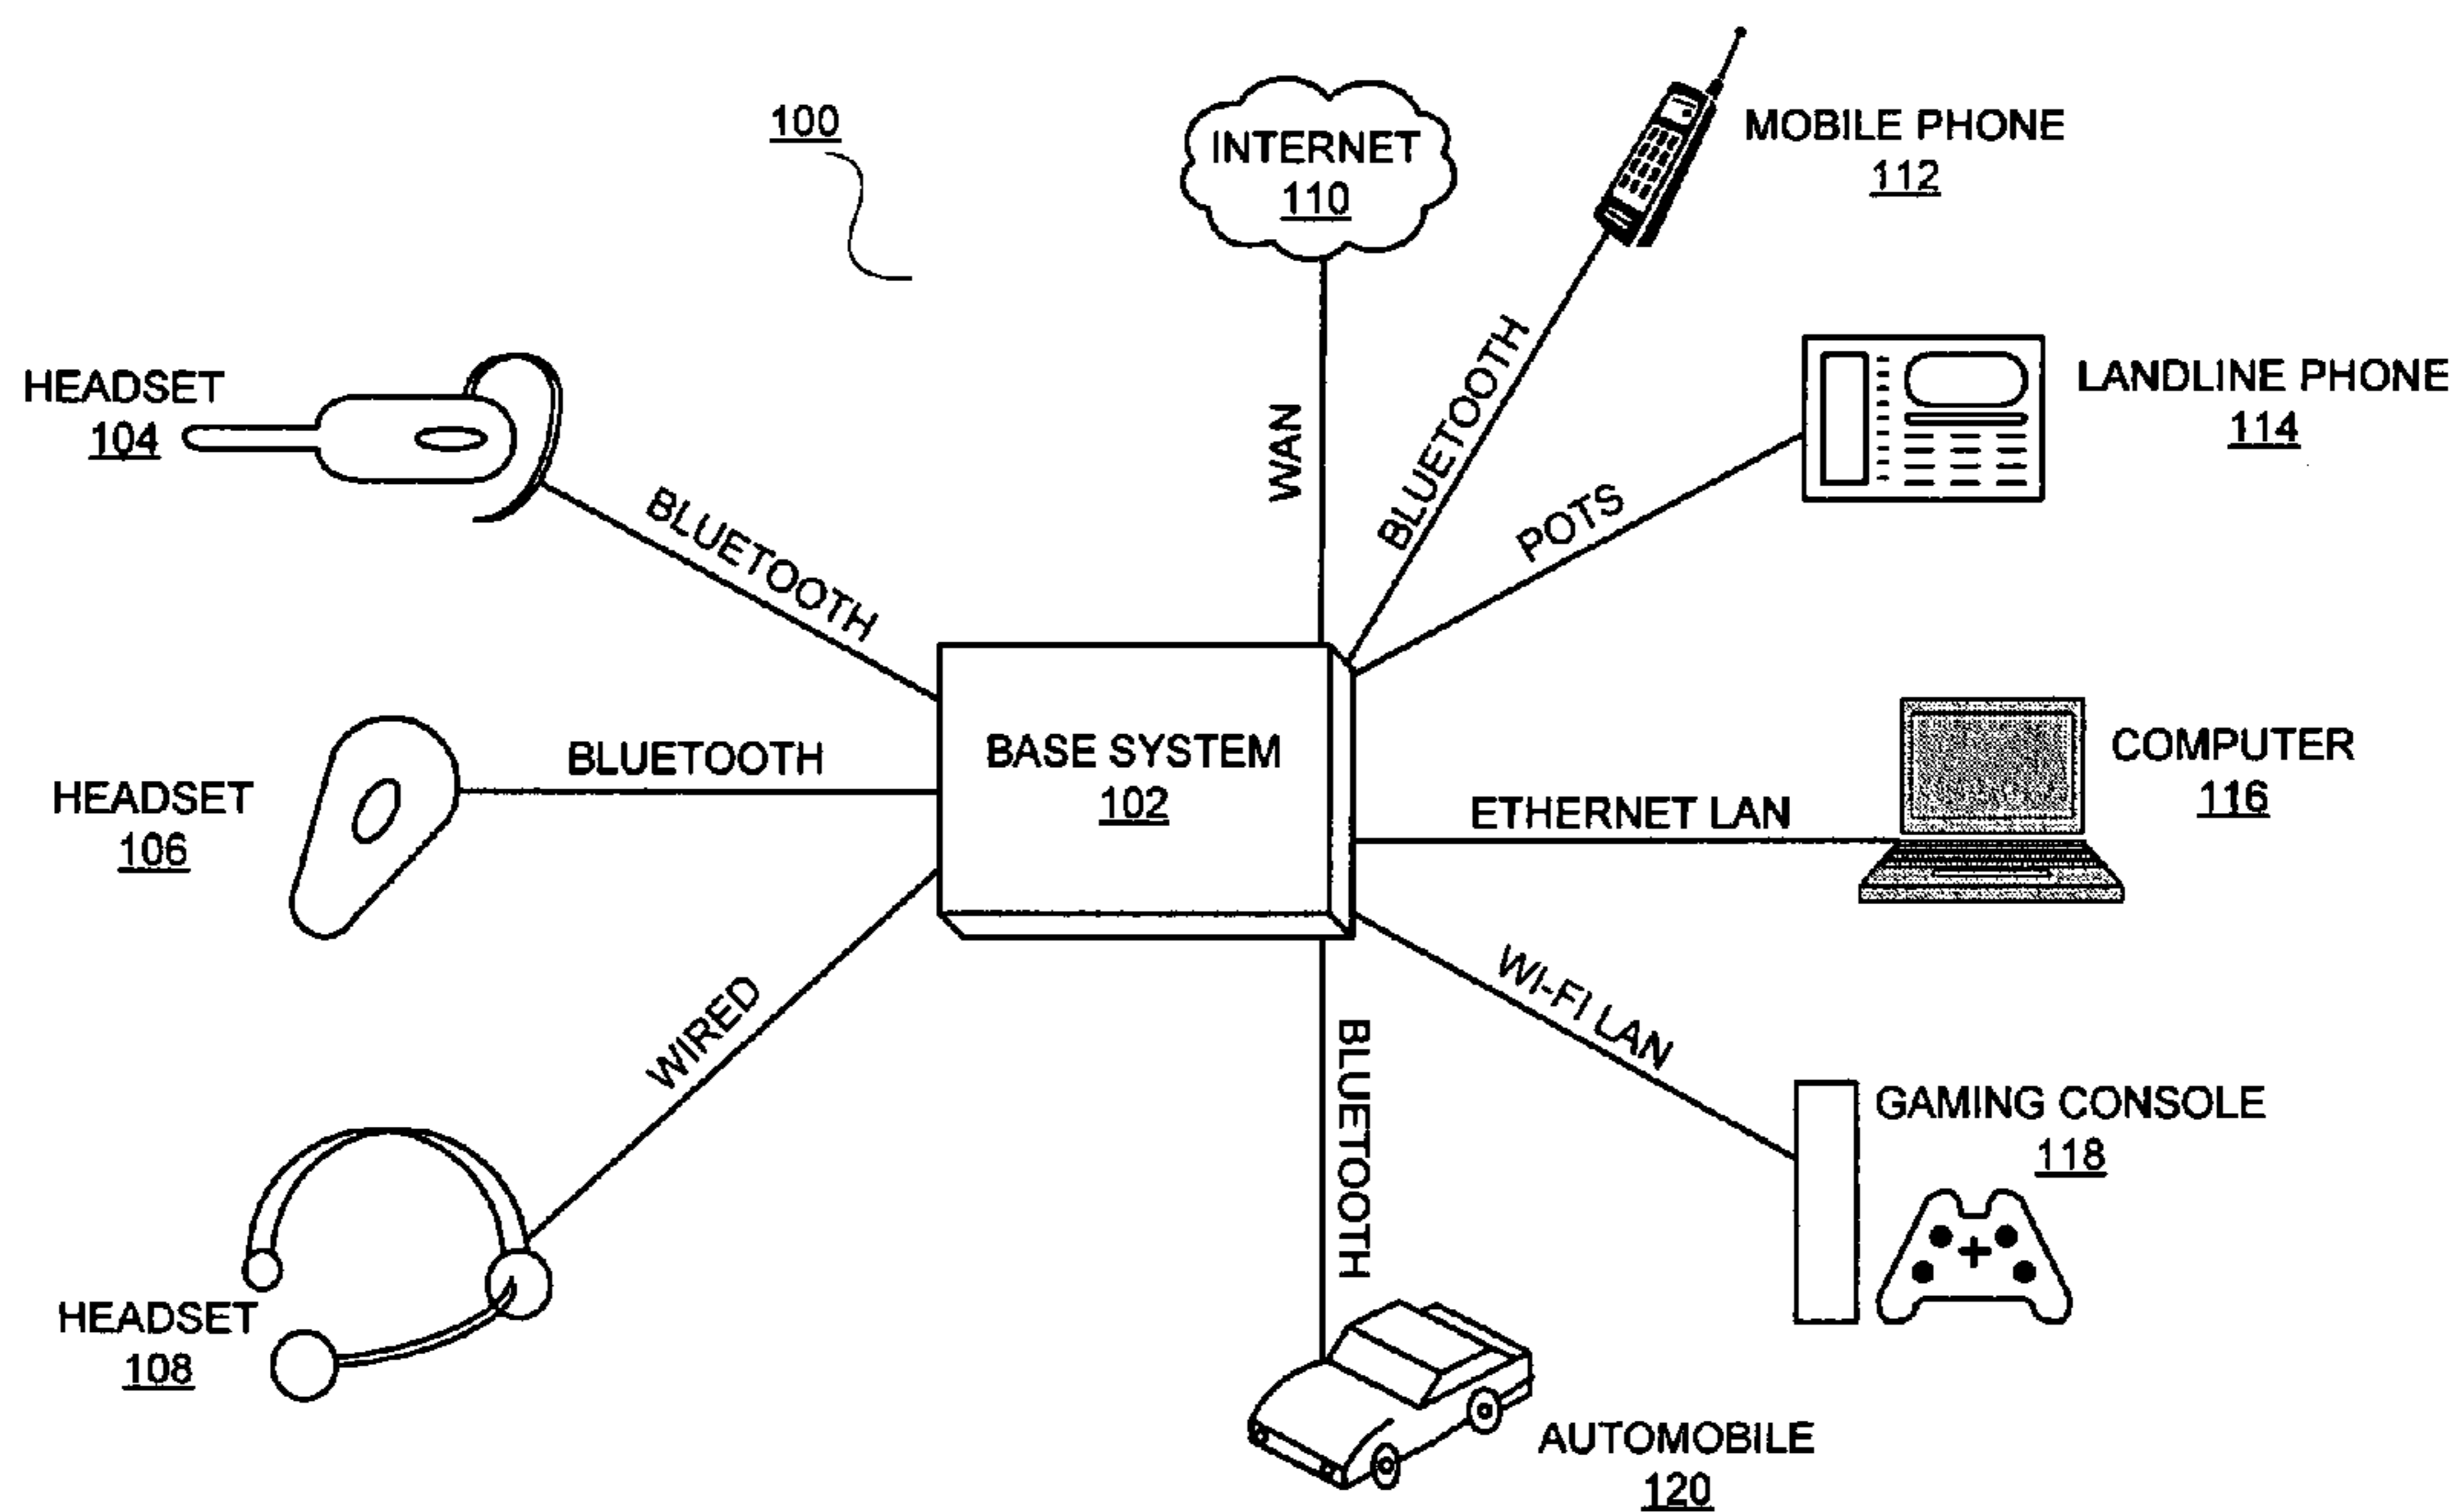 100
INTERNET
110
MOBILE PHONE
112
HEADSET
104
BLUETOOTH
WAN
BLUETOOTH
POTS
LANDLINE PHONE
114
HEADSET
106
BLUETOOTH
BASE SYSTEM
102
ETHERNET LAN
COMPUTER
116
WIRED
HEADSET
108
BLUETOOTH
WI-FI LAN
GAMING CONSOLE
118
AUTOMOBILE
120